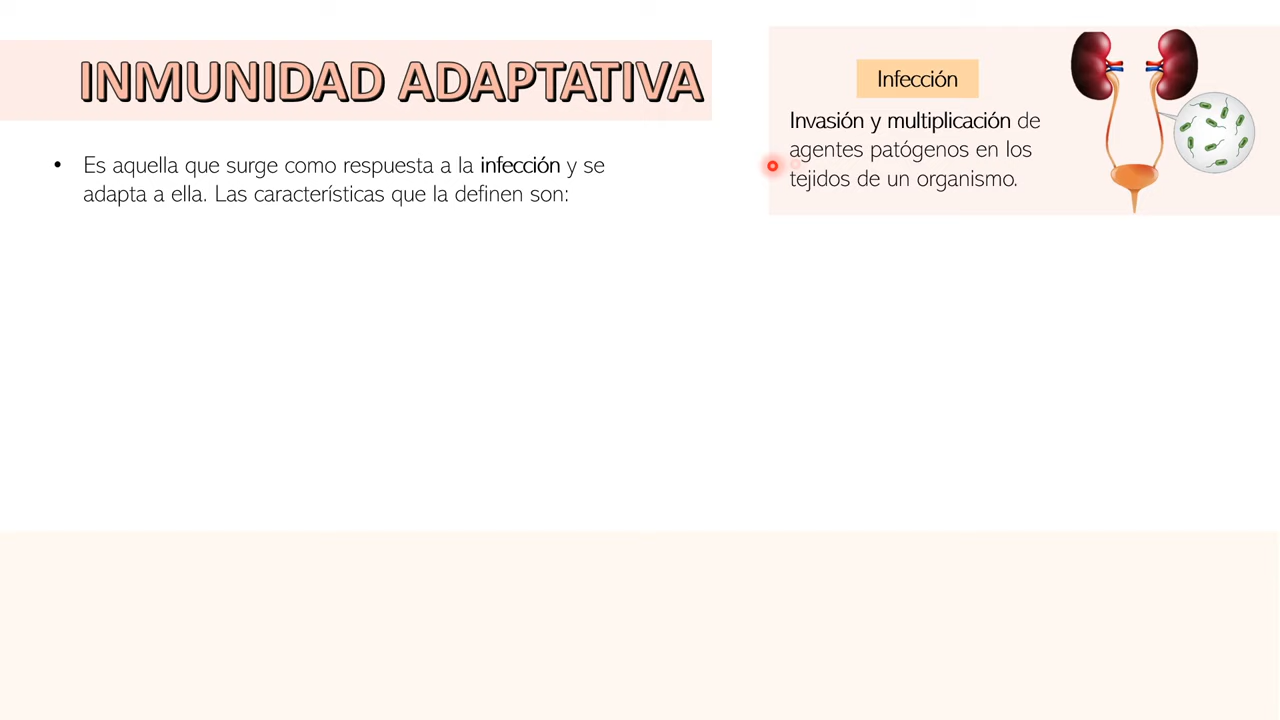 INMUNIDAD ADAPTATIVA
• Es aquella que surge como respuesta a la infección y se
adapta a ella. Las características que la definen son:
Infección
Invasión y multiplicación de
agentes patógenos en los
tejidos de un organismo.